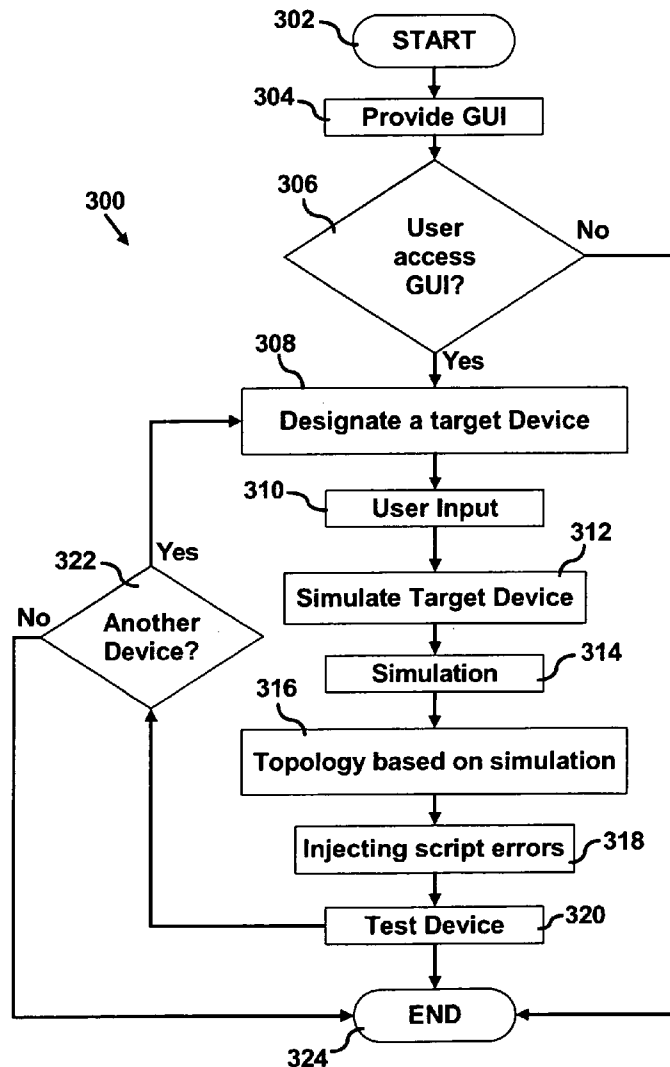 302
START
304
Provide GUI
306
300
User
access
GUI?
No
Yes
308
Designate a target Device
310
User Input
312
Simulate Target Device
322
Yes
No
Another
Device?
Simulation
314
316
Topology based on simulation
Injecting script errors
318
Test Device
320
END
324